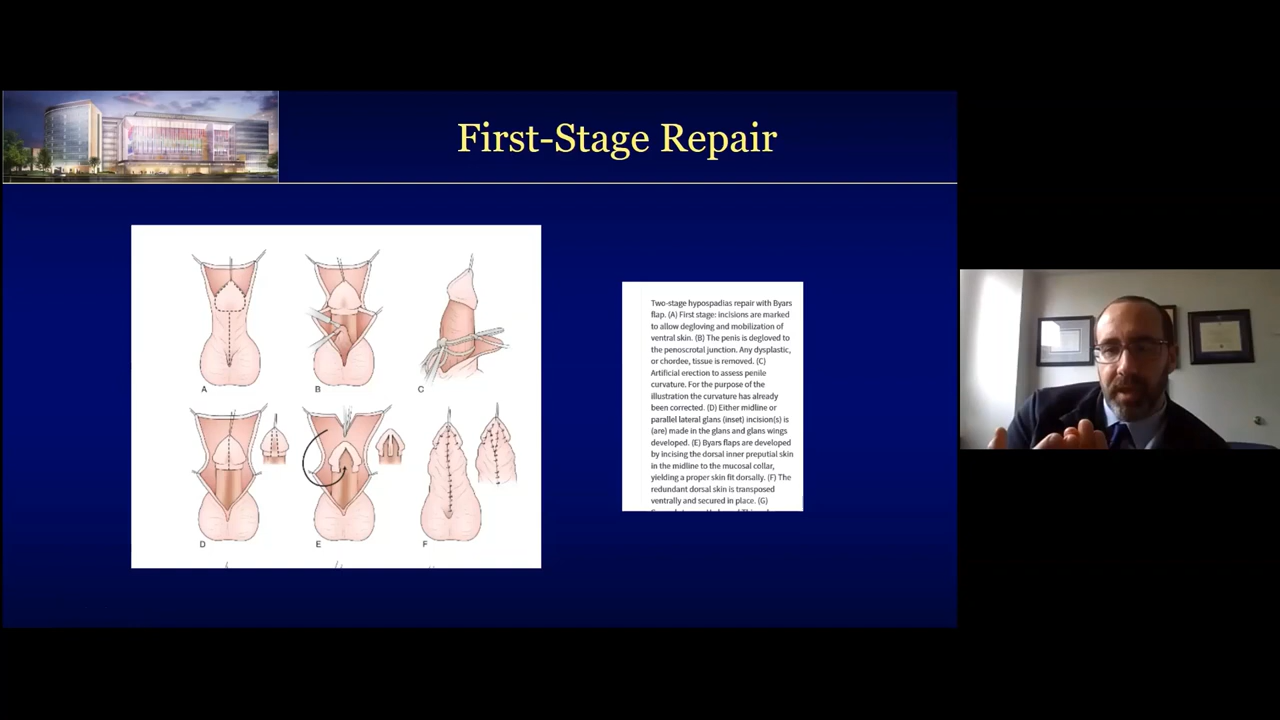 First-Stage Repair
A
B
C
D
E
F
Two-stage hypospadias repair with Byars
flap. (A) First stage: incisions are marked
to allow degloving and mobilization of
ventral skin. (B) The penis is degloved to
the penoscrotal junction. Any dysplastic,
or chordee, tissue is removed. (C)
Artificial erection to assess penile
curvature. For the purpose of the
illustration the curvature has already
been corrected. (D) Either midline or
parallel lateral glans (inset) incision(s) is
(are) made in the glans and glans wings
developed. (E) Byars flaps are developed
by incising the dorsal inner preputial skin
in the midline to the mucosal collar,
yielding a proper skin fit dorsally. (F) The
redundant dorsal skin is transposed
ventrally and secured in place. (G)